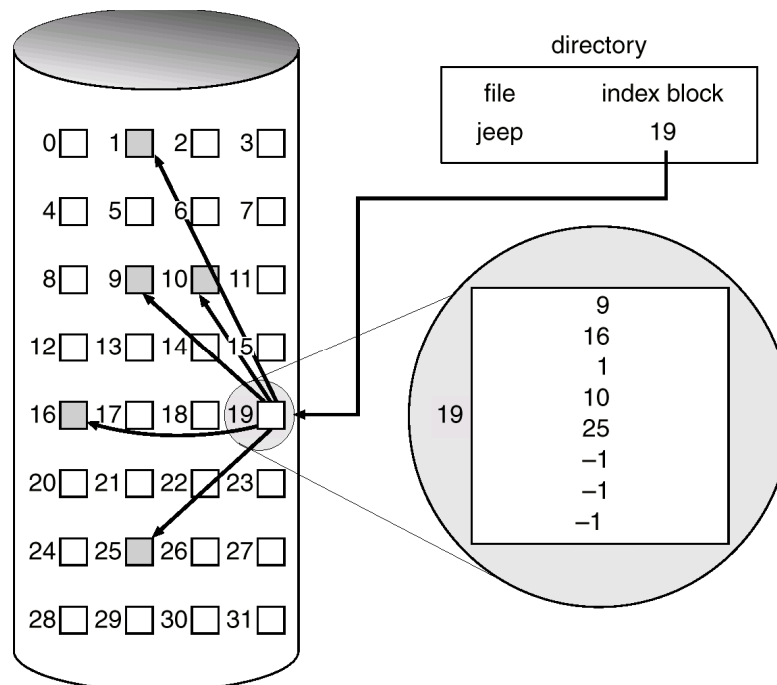 directory
file index block
jeep 19
0 1 2 3
4 5 6 7
8 9 10 11
12 13 14 15
16 17 18 19
20 21 22 23
24 25 26 27
28 29 30 31
19
9
16
1
10
25
–1
–1
–1